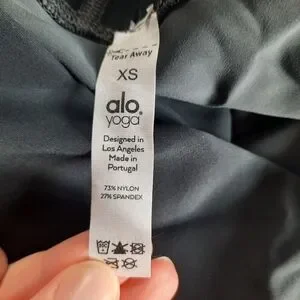 Tear Away
XS
alo®
yoga
Designed in
Los Angeles
Made in
Portugal
73% NYLON
27% SPANDEX